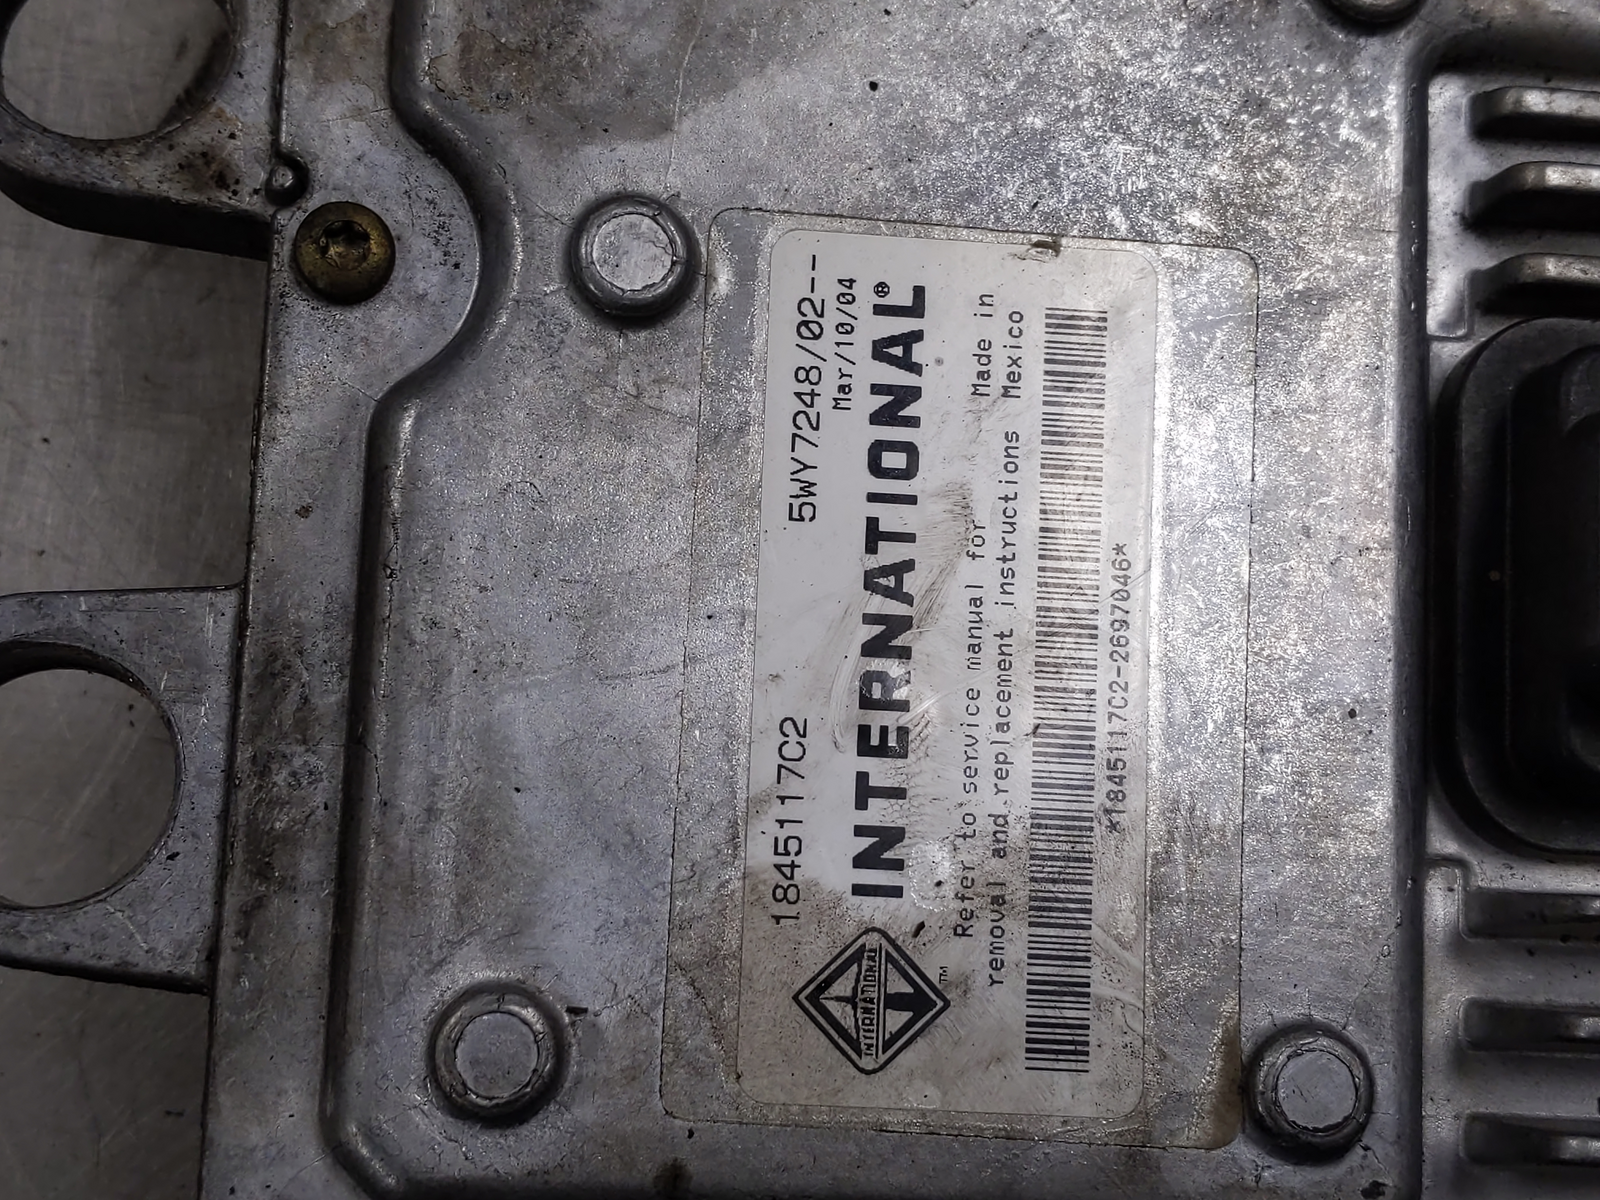 1845117C2 5WY7248/02--
Mar/10/04
INTERNATIONAL®
INTERNATIONAL
™
Refer to service manual for Made in
removal and replacement instructions Mexico
*1845117C2-2697046*